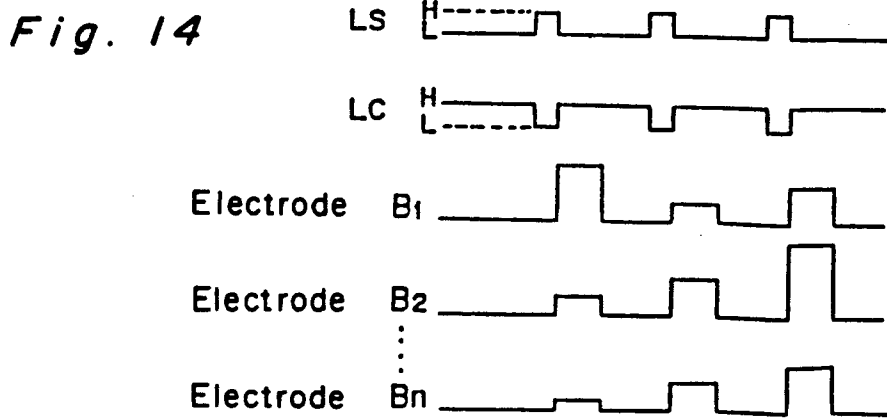 Fig. 14
LS H
L
LC H
L
Electrode B1
Electrode B2
Electrode Bn